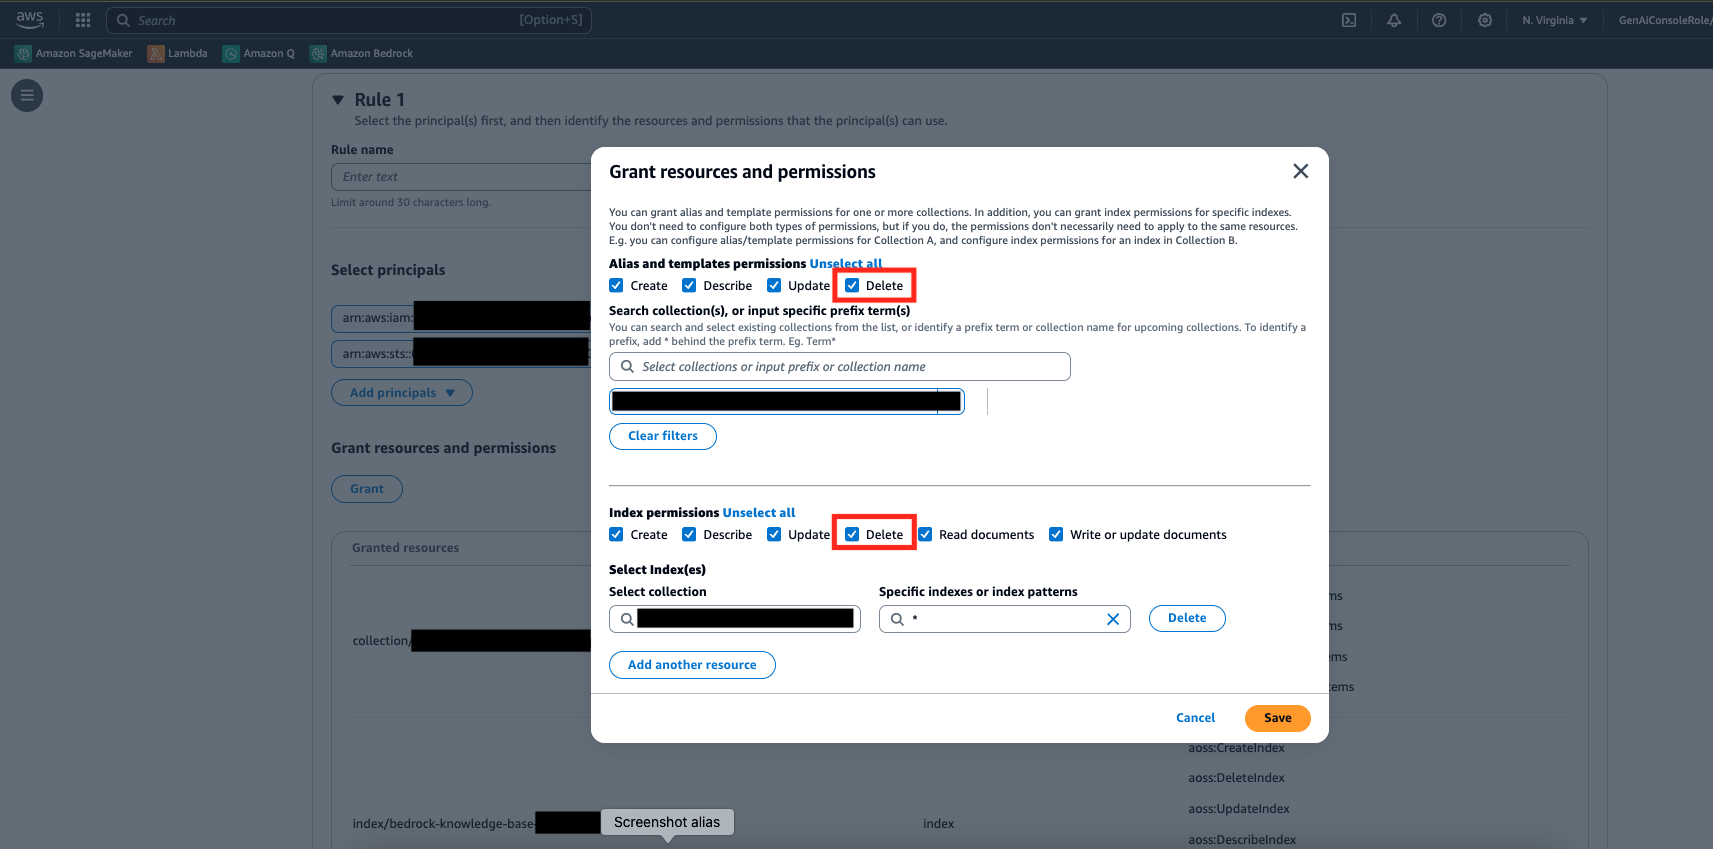 aws
Search
[Option+S]
N. Virginia
GenAiConsoleRole/
Amazon SageMaker
Lambda
Amazon Q
Amazon Bedrock
Rule 1
Select the principal(s) first, and then identify the resources and permissions that the principal(s) can use.
Rule name
Enter text
Limit around 30 characters long.
Select principals
arn:aws:iam:
arn:aws:sts::
Add principals
Grant resources and permissions
Grant
Granted resources
collection/
index/bedrock-knowledge-base-
index
aoss:CreateIndex
aoss:DeleteIndex
aoss:UpdateIndex
aoss:DescribeIndex
Grant resources and permissions
You can grant alias and template permissions for one or more collections. In addition, you can grant index permissions for specific indexes.
You don't need to configure both types of permissions, but if you do, the permissions don't necessarily need to apply to the same resources.
E.g. you can configure alias/template permissions for Collection A, and configure index permissions for an index in Collection B.
Alias and templates permissions Unselect all
Create
Describe
Update
Delete
Search collection(s), or input specific prefix term(s)
You can search and select existing collections from the list, or identify a prefix term or collection name for upcoming collections. To identify a
prefix, add * behind the prefix term. Eg. Term*
Select collections or input prefix or collection name
Clear filters
Index permissions Unselect all
Create
Describe
Update
Delete
Read documents
Write or update documents
Select Index(es)
Select collection
Specific indexes or index patterns
*
Delete
Add another resource
Cancel
Save
Screenshot alias